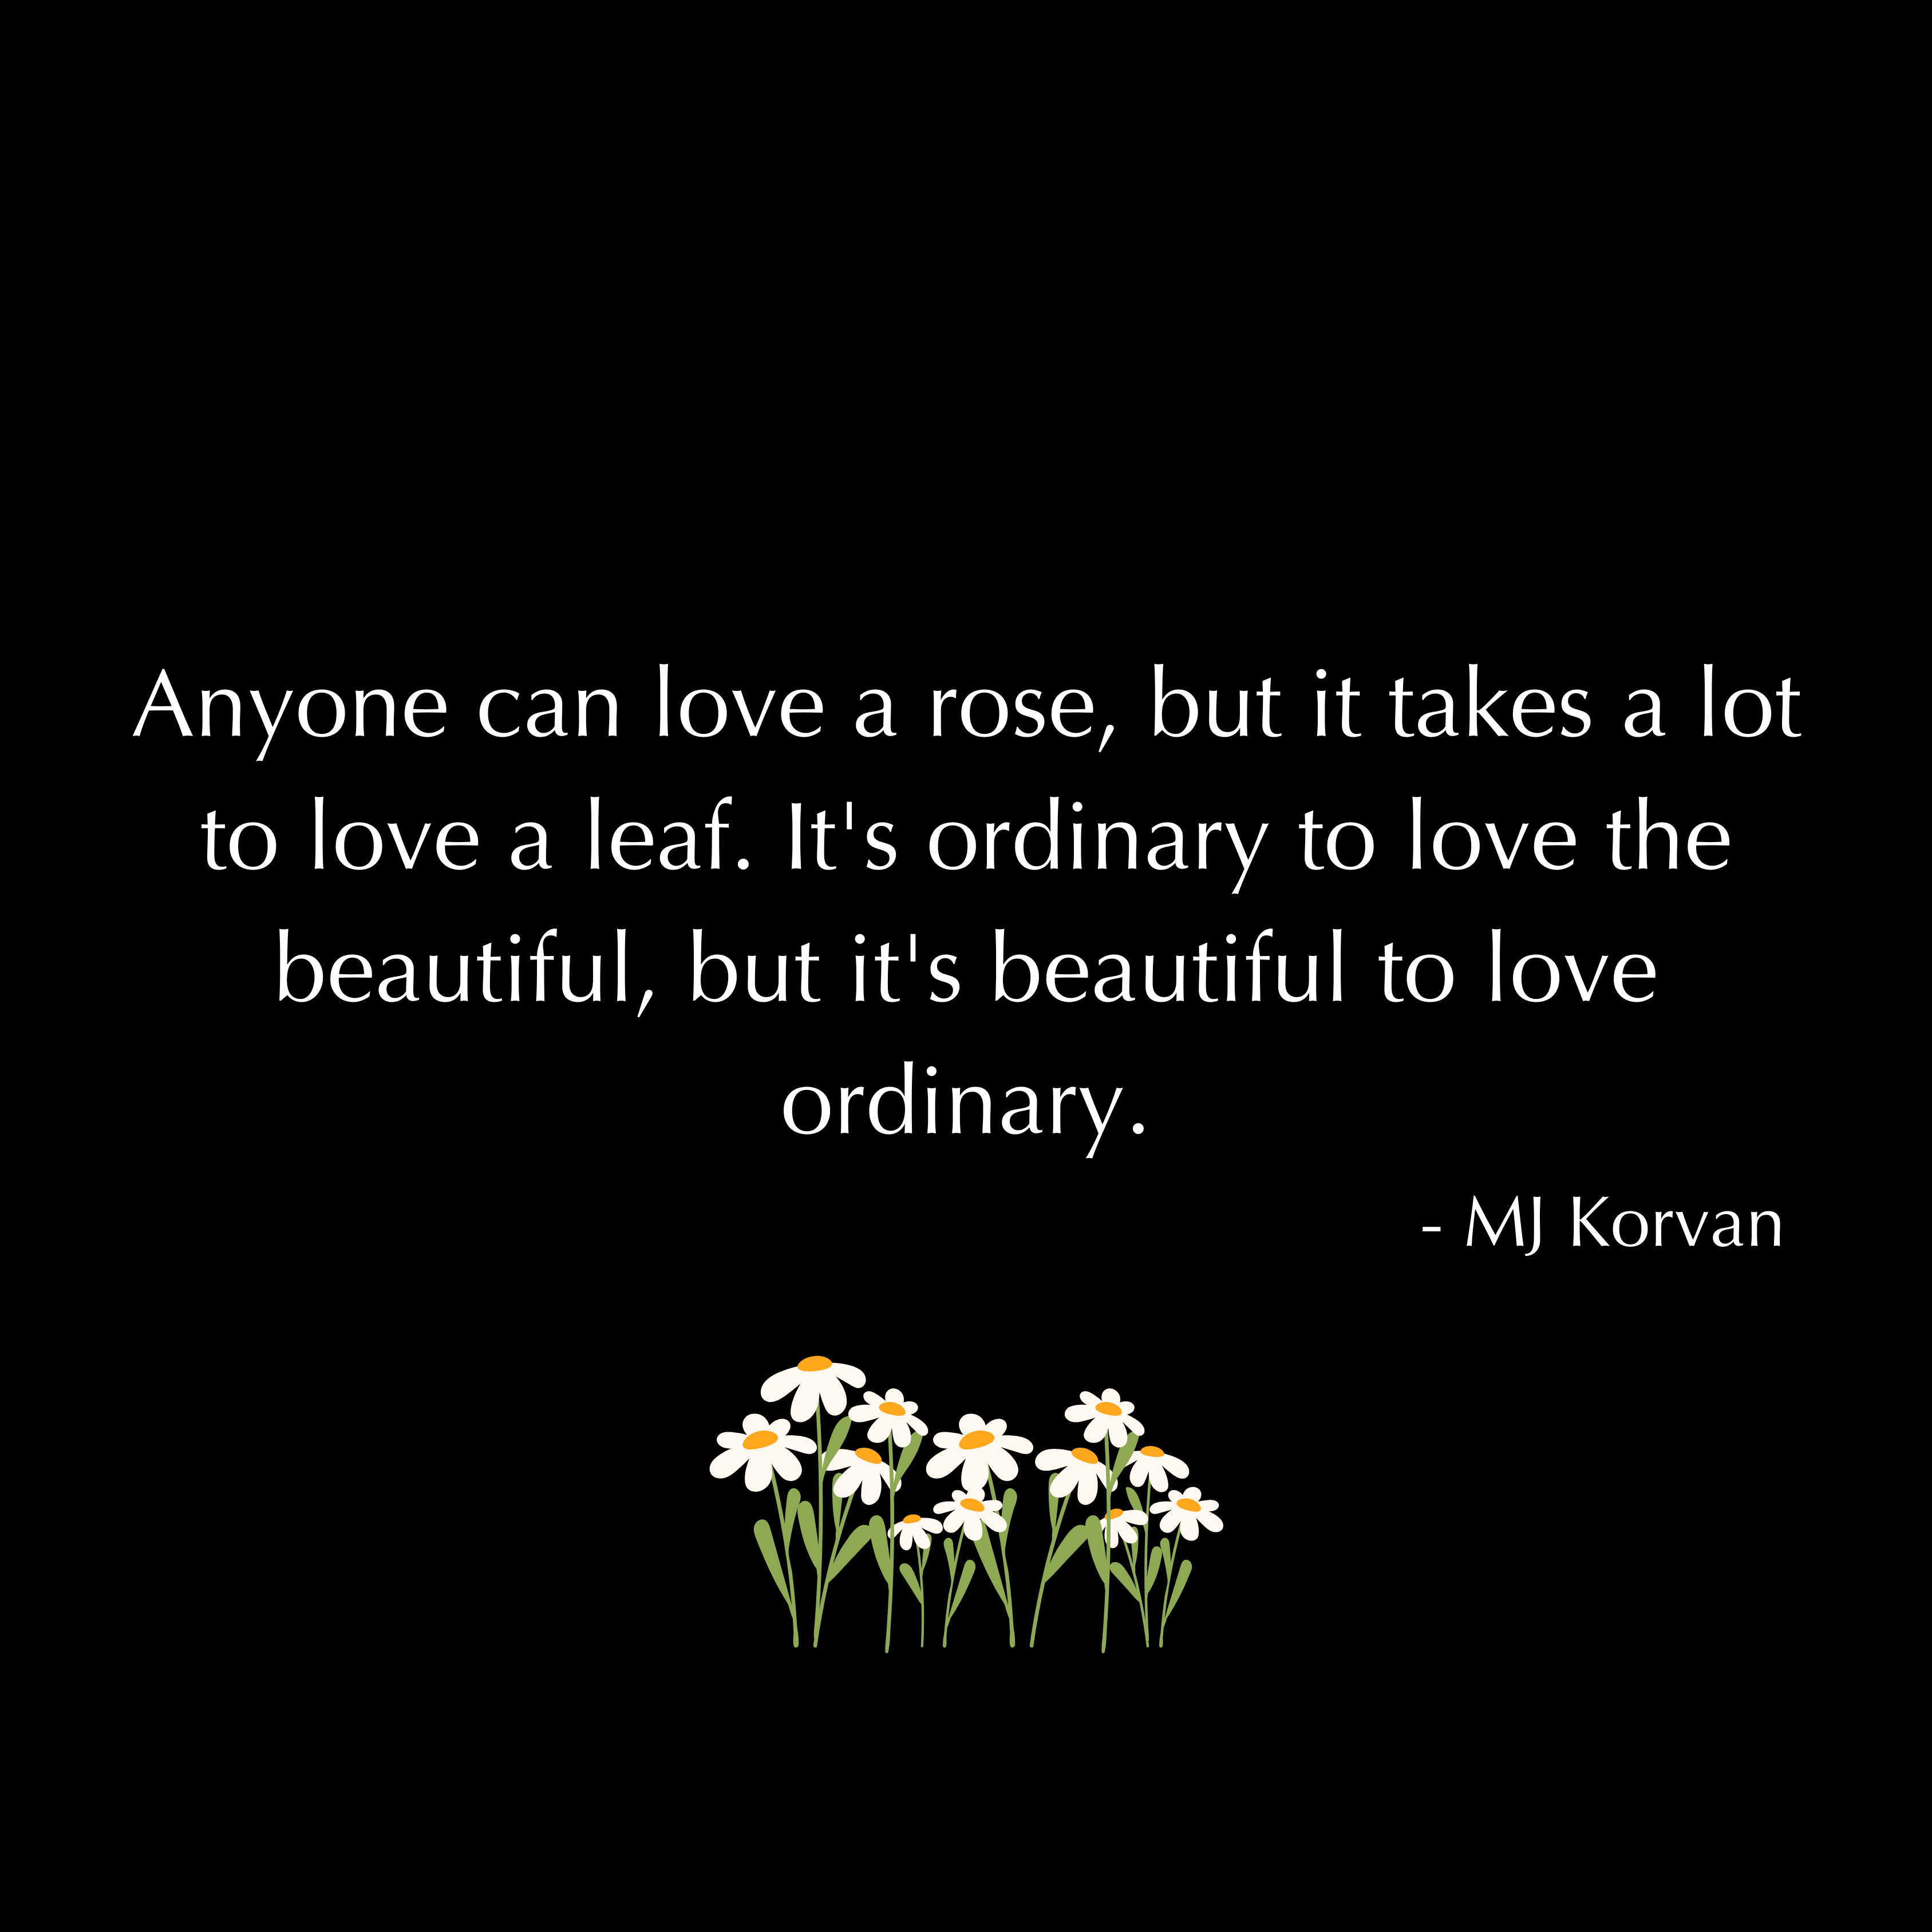 Anyone can love a rose, but it takes a lot
to love a leaf. It's ordinary to love the
beautiful, but it's beautiful to love
ordinary.
- MJ Korvan